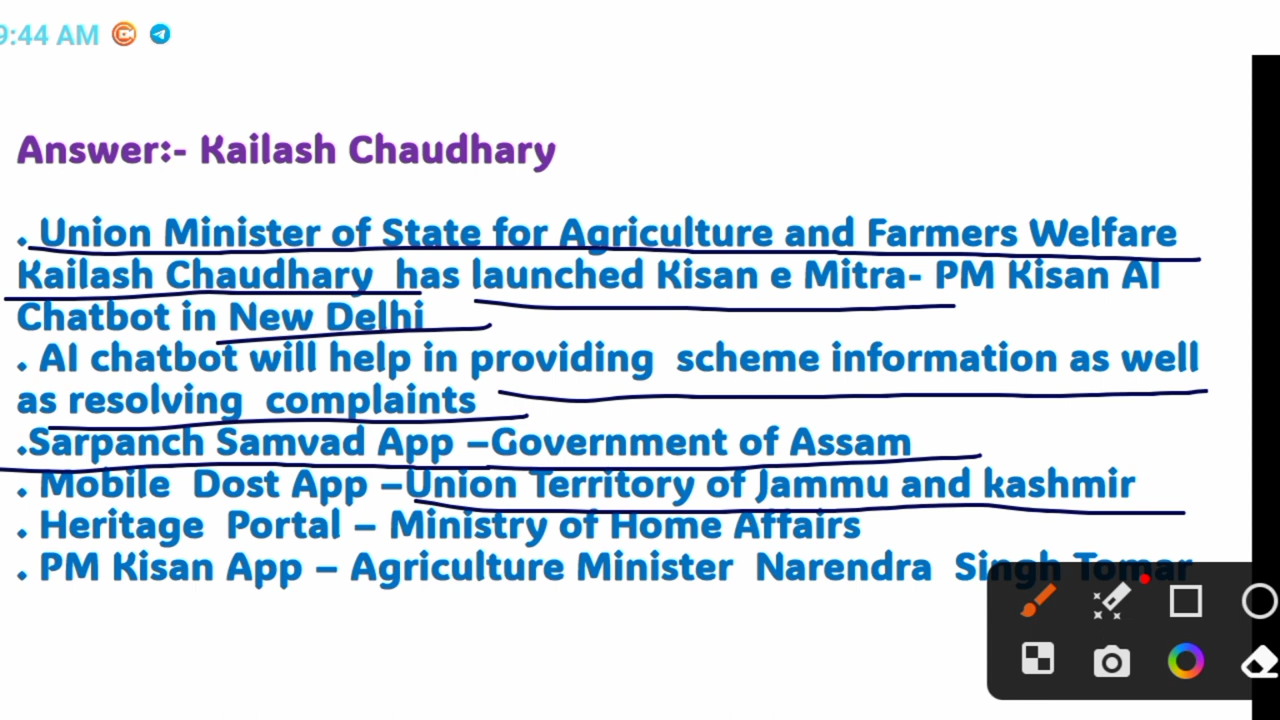 9:44 AM
Answer:- Kailash Chaudhary
. Union Minister of State for Agriculture and Farmers Welfare
Kailash Chaudhary has launched Kisan e Mitra- PM Kisan AI
Chatbot in New Delhi
. AI chatbot will help in providing scheme information as well
as resolving complaints
.Sarpanch Samvad App –Government of Assam
. Mobile Dost App –Union Territory of Jammu and kashmir
. Heritage Portal – Ministry of Home Affairs
. PM Kisan App – Agriculture Minister Narendra Singh Tomar